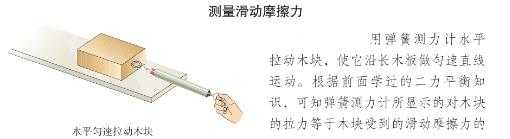 测量滑动摩擦力
用弹簧测力计水平
拉动木块，使它沿长木板做匀速直线
运动。根据前面学过的二力平衡知
识，可知弹簧测力计所显示的对木块
的拉力等于木块受到的滑动摩擦力的
水平匀速拉动木块